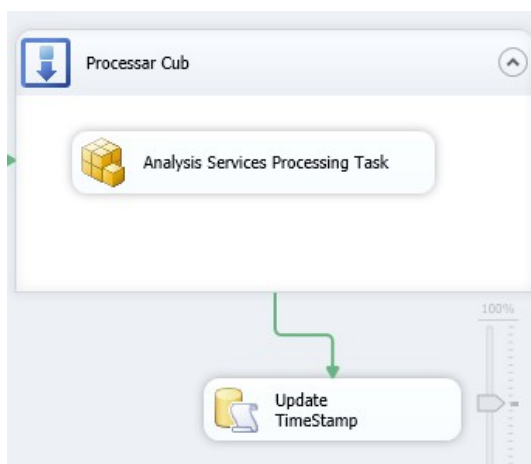 Processar Cub
Analysis Services Processing Task
100%
Update
TimeStamp